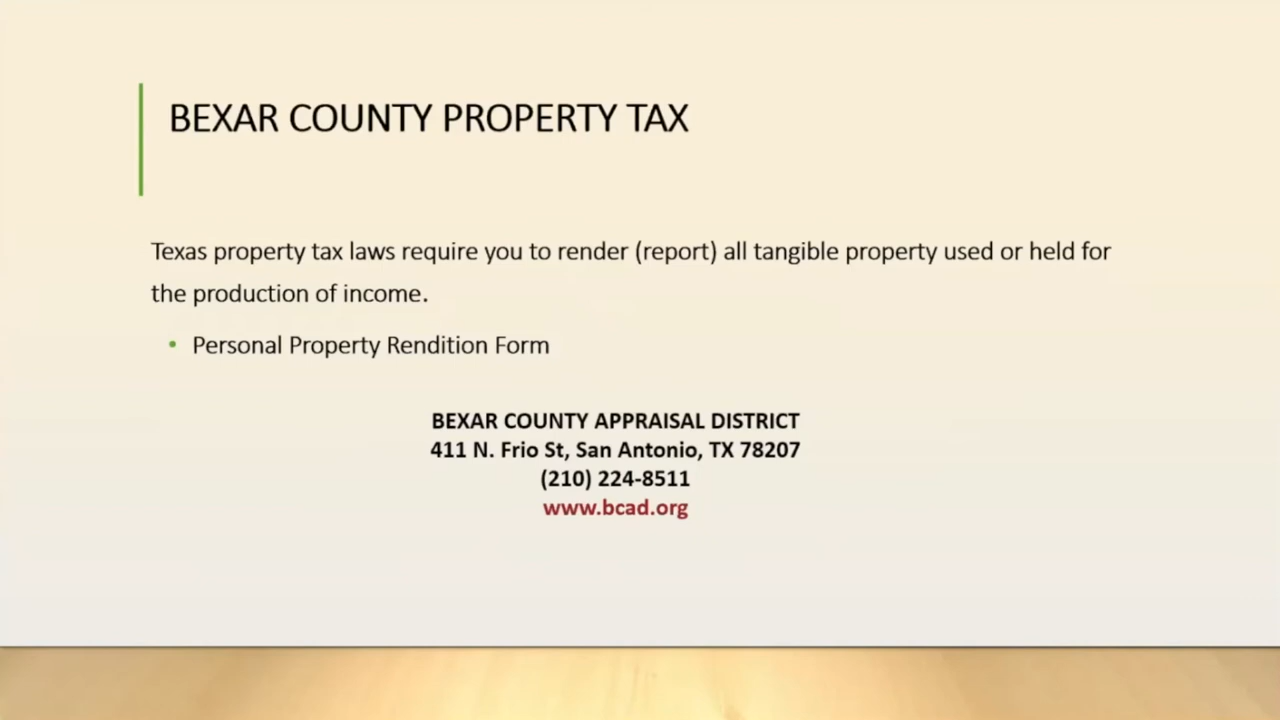 BEXAR COUNTY PROPERTY TAX
Texas property tax laws require you to render (report) all tangible property used or held for
the production of income.
• Personal Property Rendition Form
BEXAR COUNTY APPRAISAL DISTRICT
411 N. Frio St, San Antonio, TX 78207
(210) 224-8511
www.bcad.org